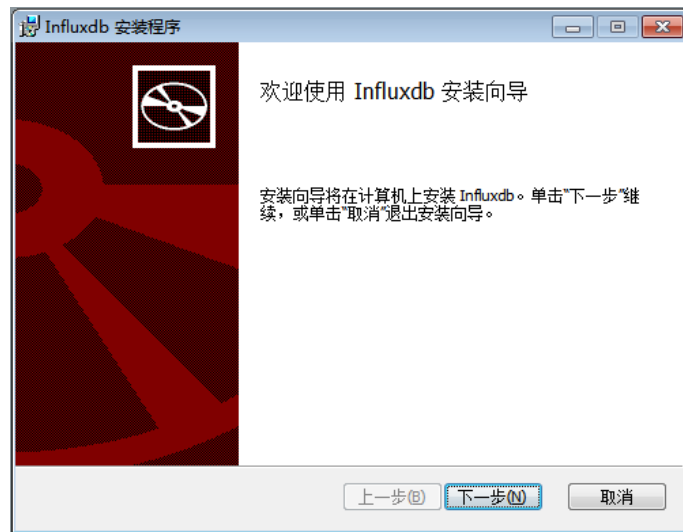 Influxdb 安装程序
欢迎使用 Influxdb 安装向导
安装向导将在计算机上安装 Influxdb。单击"下一步"继
续，或单击"取消"退出安装向导。
上一步(B) 下一步(N) 取消